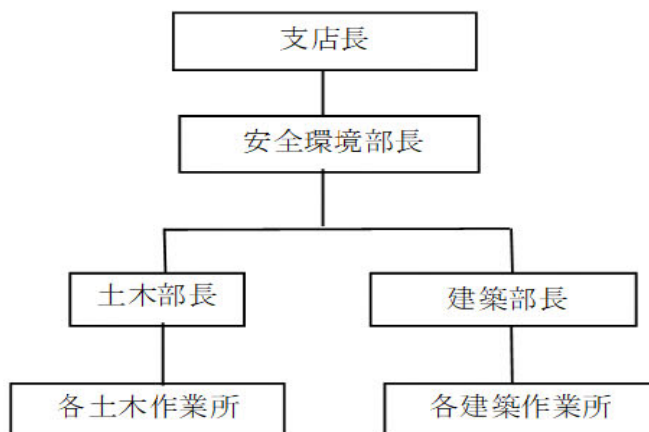 支店長
安全環境部長
土木部長
建築部長
各土木作業所
各建築作業所